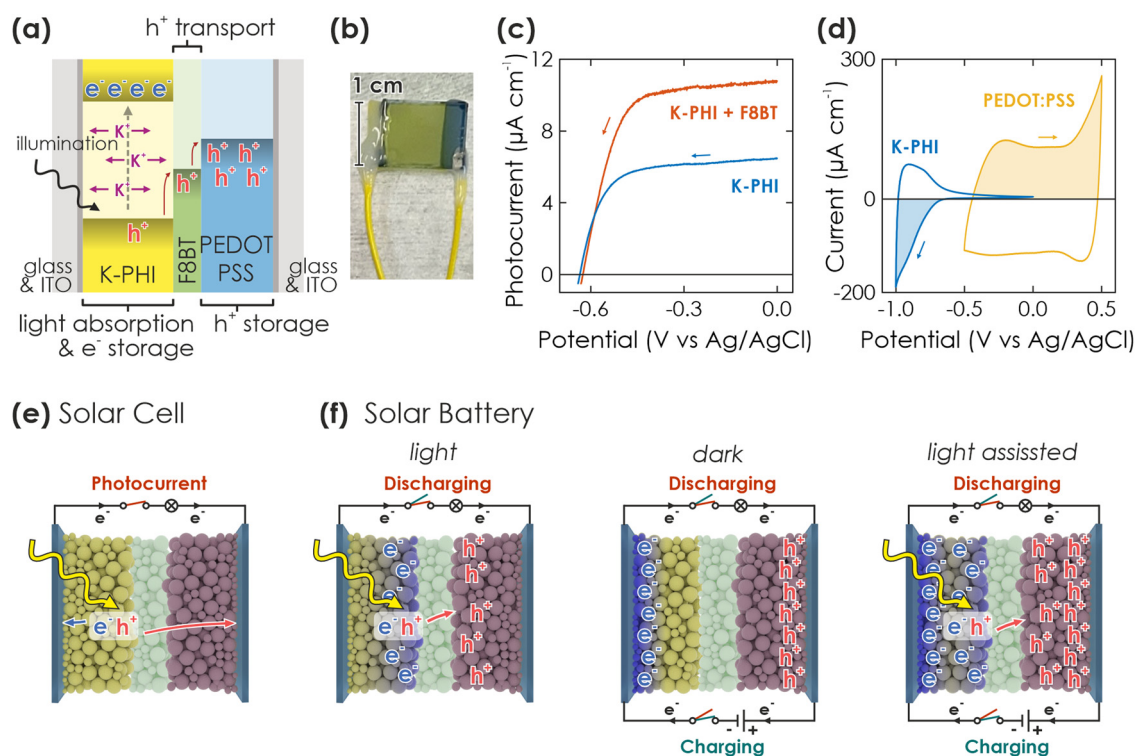 (a)
h⁺ transport
e⁻ e⁻ e⁻ e⁻
K⁺
illumination
K⁺
K⁺
h⁺ h⁺
h⁺ h⁺
h⁺
h⁺
glass & ITO
K-PHI
F8BT
PEDOT PSS
glass & ITO
light absorption & e⁻ storage
h⁺ storage
(b)
1 cm
(c)
Photocurrent (µA cm⁻¹)
12
8
4
0
K-PHI + F8BT
K-PHI
-0.6
-0.3
0.0
Potential (V vs Ag/AgCl)
(d)
Current (µA cm⁻¹)
300
0
-200
PEDOT:PSS
K-PHI
-1.0
-0.5
0.0
0.5
Potential (V vs Ag/AgCl)
(e) Solar Cell
Photocurrent
e⁻
e⁻
e⁻ h⁺
(f) Solar Battery
light
Discharging
e⁻
e⁻
e⁻
e⁻
e⁻
e⁻ h⁺
e⁻
e⁻
e⁻
h⁺
h⁺
h⁺
h⁺
h⁺
h⁺
dark
Discharging
e⁻
e⁻
e⁻
e⁻
e⁻
e⁻
e⁻
e⁻
e⁻
h⁺
h⁺
h⁺
h⁺
h⁺
h⁺
h⁺
e⁻
- +
e⁻
Charging
light assissted
Discharging
e⁻
e⁻
e⁻
e⁻
e⁻
e⁻
e⁻
e⁻
e⁻
e⁻
e⁻
e⁻
e⁻ h⁺
e⁻
e⁻
e⁻
h⁺
h⁺
h⁺
h⁺
h⁺
h⁺
h⁺
h⁺
h⁺
h⁺
h⁺
h⁺
h⁺
e⁻
- +
e⁻
Charging